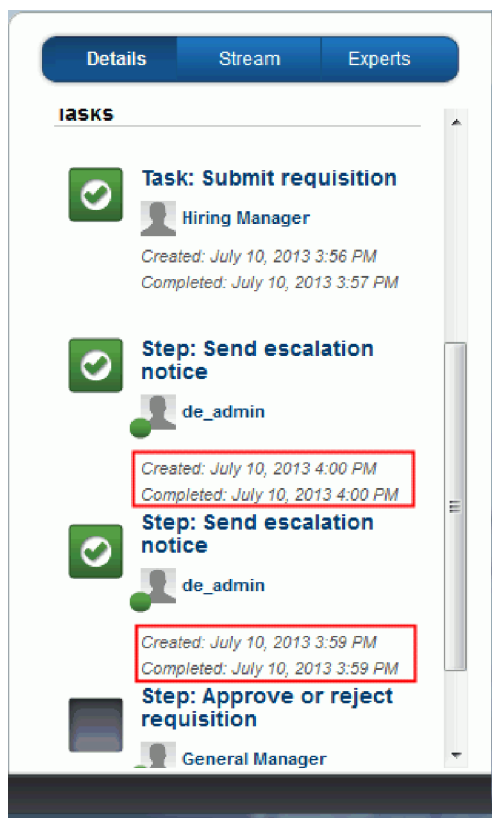 Details Stream Experts
Tasks
Task: Submit requisition
Hiring Manager
Created: July 10, 2013 3:56 PM
Completed: July 10, 2013 3:57 PM
Step: Send escalation
notice
de_admin
Created: July 10, 2013 4:00 PM
Completed: July 10, 2013 4:00 PM
Step: Send escalation
notice
de_admin
Created: July 10, 2013 3:59 PM
Completed: July 10, 2013 3:59 PM
Step: Approve or reject
requisition
General Manager